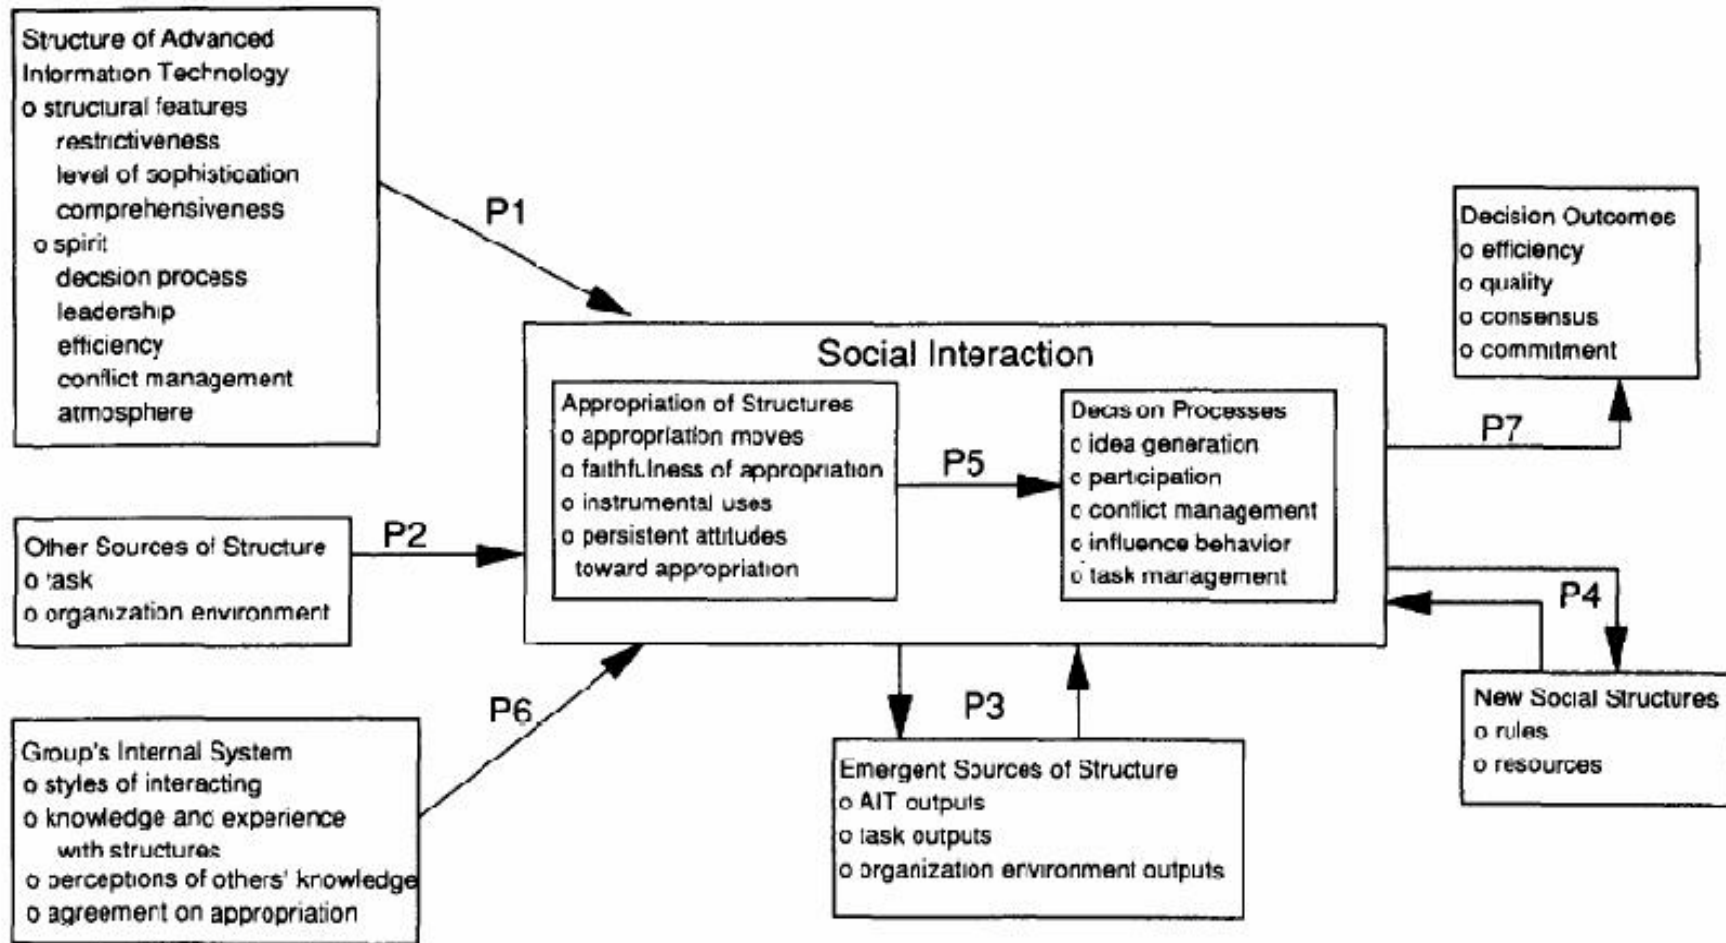 Structure of Advanced
Information Technology
o structural features
restrictiveness
level of sophistication
comprehensiveness
o spirit
decision process
leadership
efficiency
conflict management
atmosphere
P1
Other Sources of Structure
o task
o organization environment
P2
Group's Internal System
o styles of interacting
o knowledge and experience
with structures
o perceptions of others' knowledge
o agreement on appropriation
P6
Social Interaction
Appropriation of Structures
o appropriation moves
o faithfulness of appropriation
o instrumental uses
o persistent attitudes
toward appropriation
P5
Decision Processes
o idea generation
o participation
o conflict management
o influence behavior
o task management
P3
Emergent Sources of Structure
o AIT outputs
o task outputs
o organization environment outputs
Decision Outcomes
o efficiency
o quality
o consensus
o commitment
P7
P4
New Social Structures
o rules
o resources